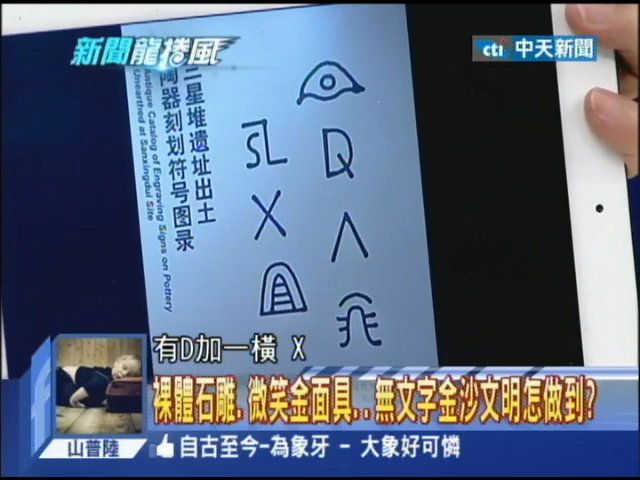 新聞龍捲風
cti 中天新聞
三星堆遗址出土
陶器刻划符号图录
Antique Catalog of Engraving Signs on Pottery
Unearthed at Sanxingdui Site
有D加一橫 X
裸體石雕.微笑金面具..無文字金沙文明怎做到?
山普陸
自古至今-為象牙 - 大象好可憐